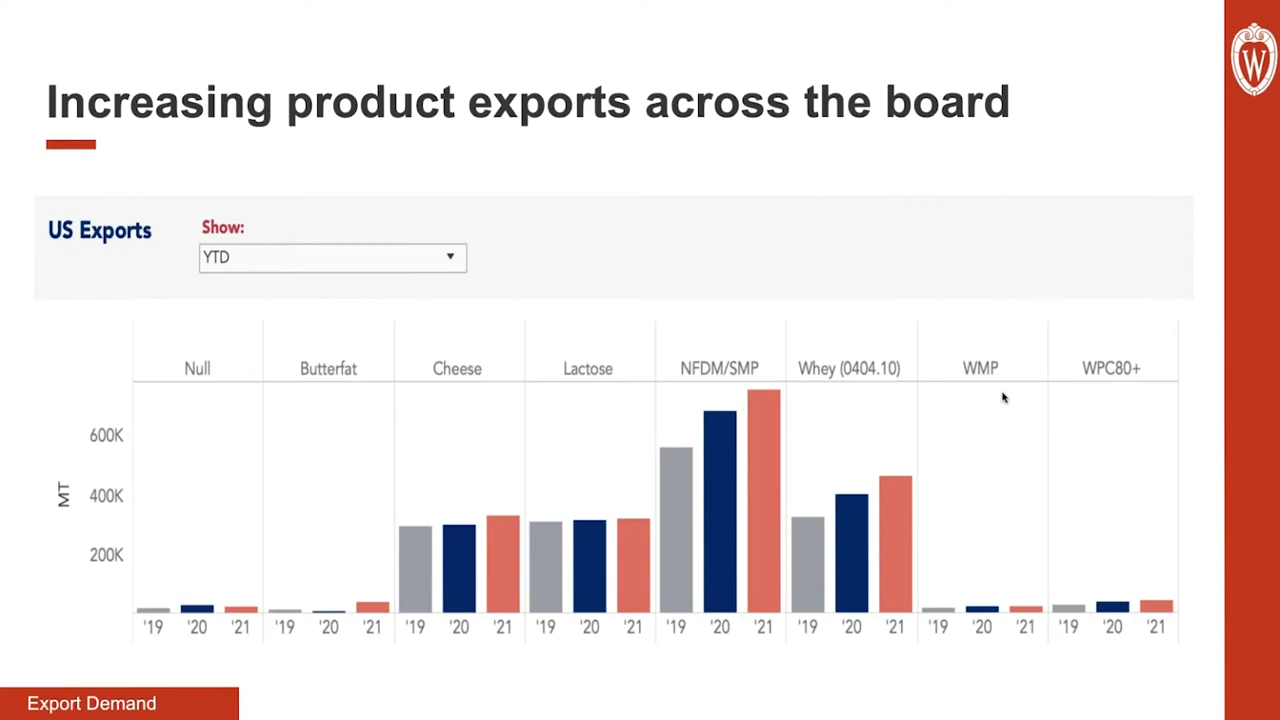 W
Increasing product exports across the board
US Exports
Show:
YTD
Null Butterfat Cheese Lactose NFDM/SMP Whey (0404.10) WMP WPC80+
600K
400K
200K
MT
'19 '20 '21 '19 '20 '21 '19 '20 '21 '19 '20 '21 '19 '20 '21 '19 '20 '21 '19 '20 '21 '19 '20 '21
Export Demand